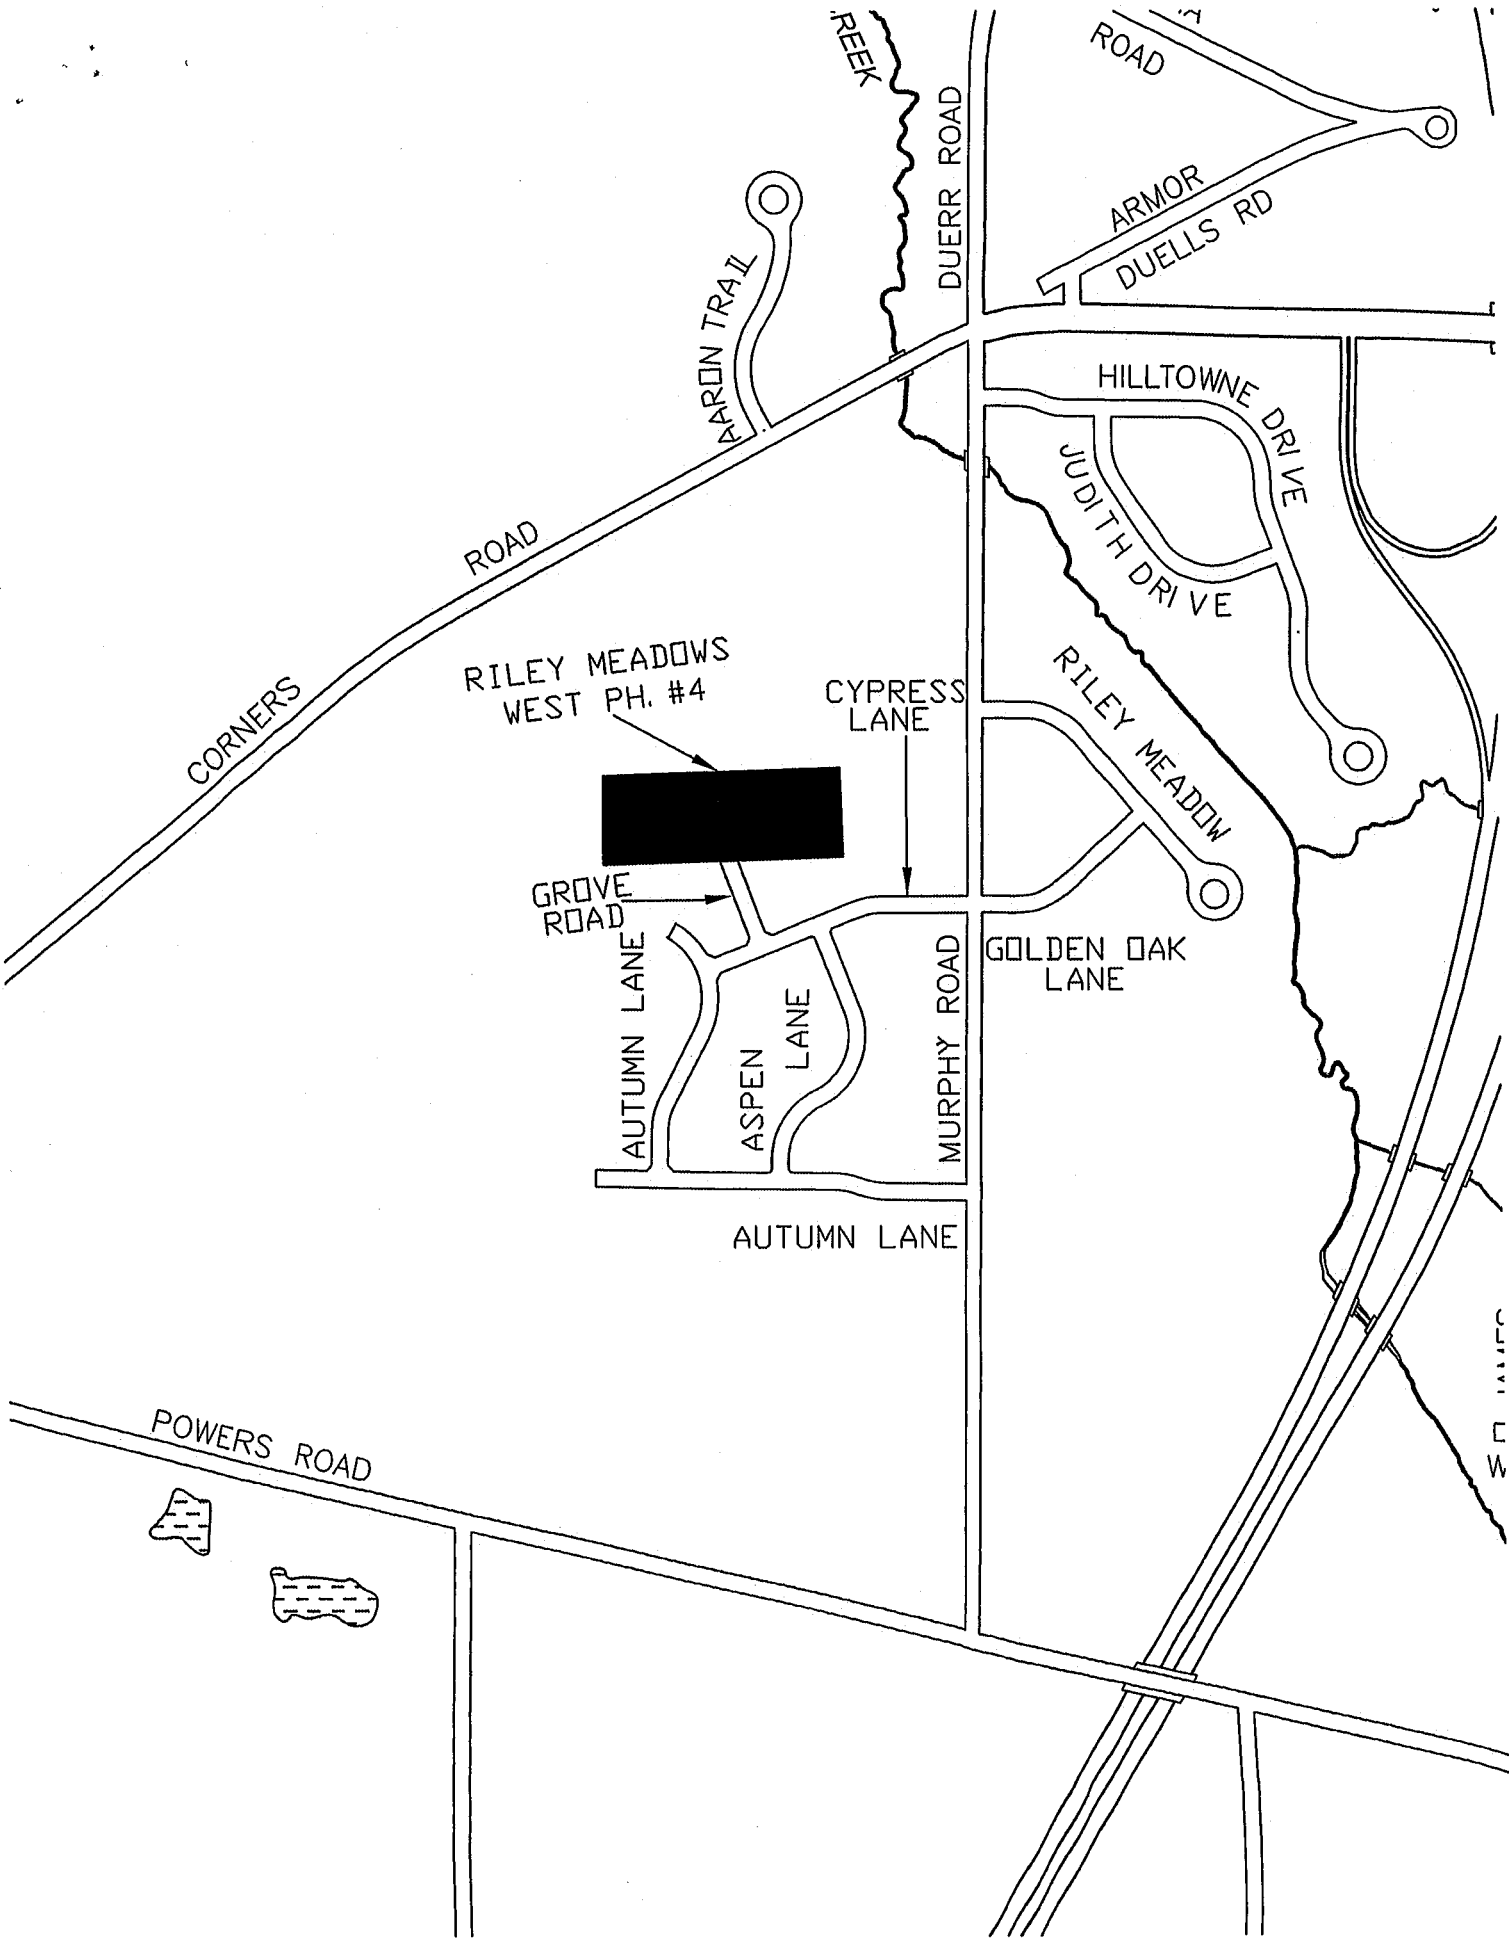 ROAD
DUERR ROAD
ARMOR
DUELLS RD
AARON TRAIL
HILLTOWNE DRIVE
JUDITH DRIVE
CORNERS ROAD
RILEY MEADOWS
WEST PH. #4
CYPRESS
LANE
RILEY MEADOW
GROVE
ROAD
AUTUMN LANE
ASPEN
LANE
MURPHY ROAD
GOLDEN OAK
LANE
AUTUMN LANE
POWERS ROAD